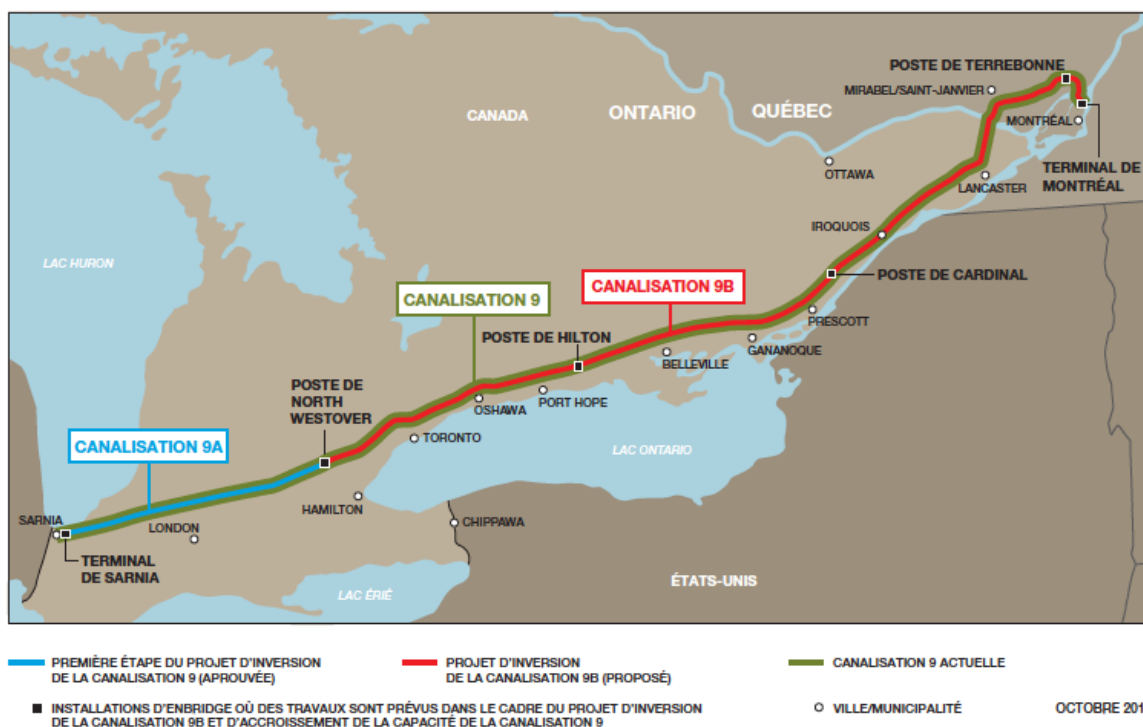 POSTE DE TERREBONNE
MIRABEL/SAINT-JANVIER
CANADA
ONTARIO
QUÉBEC
MONTRÉAL
OTTAWA
TERMINAL DE
MONTRÉAL
LANCASTER
IROQUOIS
LAC HURON
POSTE DE CARDINAL
CANALISATION 9
CANALISATION 9B
PRESCOTT
POSTE DE HILTON
GANANOQUE
BELLEVILLE
POSTE DE
NORTH
WESTOVER
PORT HOPE
OSHAWA
TORONTO
CANALISATION 9A
LAC ONTARIO
HAMILTON
CHIPPAWA
SARNIA
LONDON
TERMINAL
DE SARNIA
ÉTATS-UNIS
LAC ÉRIÉ
PREMIÈRE ÉTAPE DU PROJET D'INVERSION
DE LA CANALISATION 9 (APROUVÉE)
PROJET D'INVERSION
DE LA CANALISATION 9B (PROPOSÉ)
CANALISATION 9 ACTUELLE
INSTALLATIONS D'ENBRIDGE OÙ DES TRAVAUX SONT PRÉVUS DANS LE CADRE DU PROJET D'INVERSION
DE LA CANALISATION 9B ET D'ACCROISSEMENT DE LA CAPACITÉ DE LA CANALISATION 9
VILLE/MUNICIPALITÉ
OCTOBRE 201